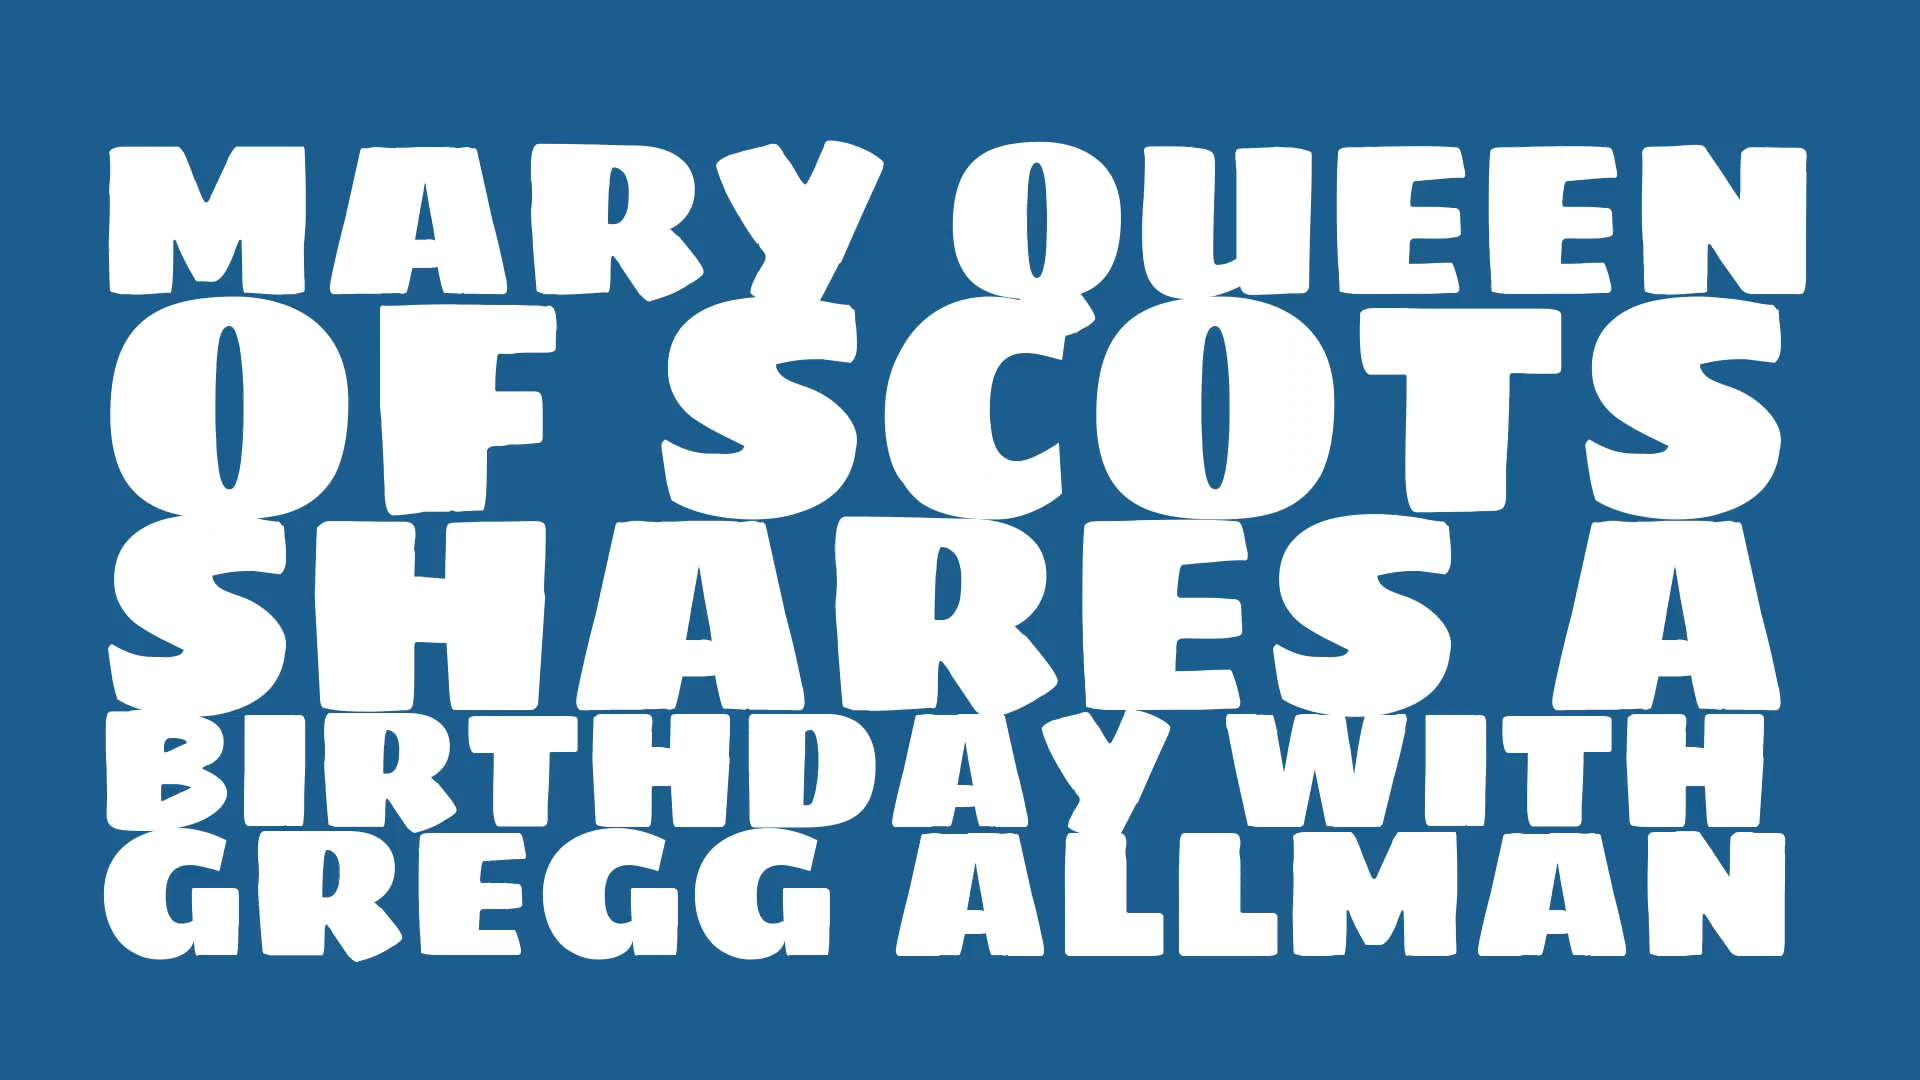 MARY QUEEN
OF SCOTS
SHARES A
BIRTHDAY WITH
GREGG ALLMAN